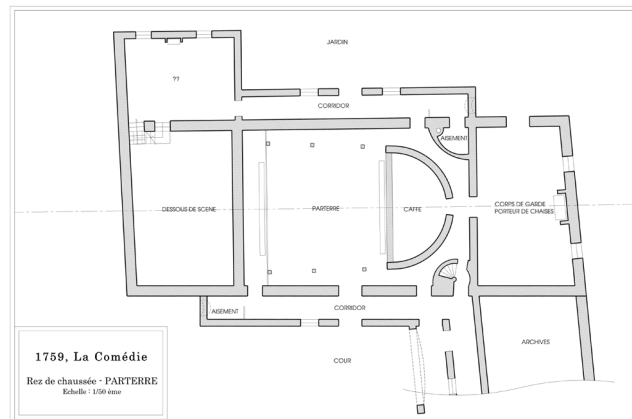 JARDIN
??
CORRIDOR
AISEMENT
DESSOUS DE SCENE
PARTERRE
CAFFE
CORPS DE GARDE
PORTEUR DE CHAISES
AISEMENT
CORRIDOR
ARCHIVES
COUR
1759, La Comédie
Rez de chaussée - PARTERRE
Echelle : 1/50 ème